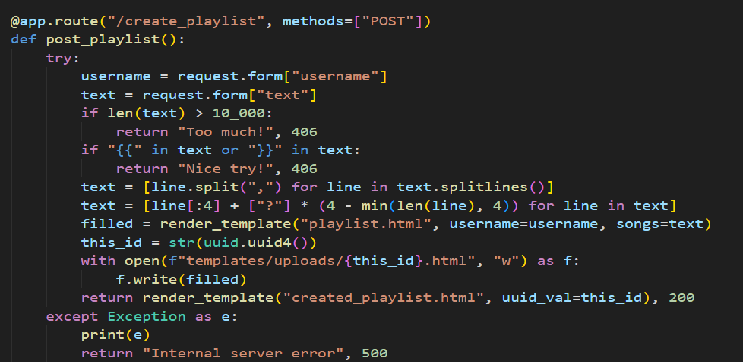 @app.route("/create_playlist", methods=["POST"])
def post_playlist():
    try:
        username = request.form["username"]
        text = request.form["text"]
        if len(text) > 10_000:
            return "Too much!", 406
        if "{{" in text or "}}" in text:
            return "Nice try!", 406
        text = [line.split(",") for line in text.splitlines()]
        text = [line[:4] + ["?"] * (4 - min(len(line), 4)) for line in text]
        filled = render_template("playlist.html", username=username, songs=text)
        this_id = str(uuid.uuid4())
        with open(f"templates/uploads/{this_id}.html", "w") as f:
            f.write(filled)
        return render_template("created_playlist.html", uuid_val=this_id), 200
    except Exception as e:
        print(e)
        return "Internal server error", 500